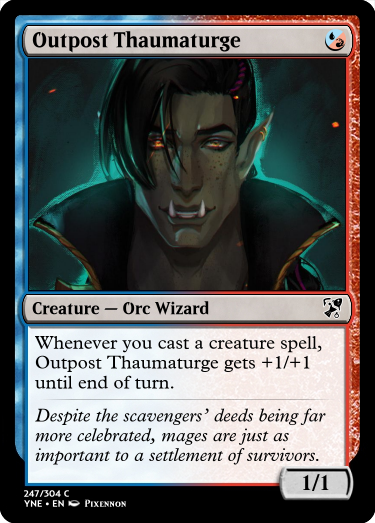 Outpost Thaumaturge
Creature — Orc Wizard
Whenever you cast a creature spell,
Outpost Thaumaturge gets +1/+1
until end of turn.
Despite the scavengers' deeds being far
more celebrated, mages are just as
important to a settlement of survivors.
1/1
247/304 C
YNE • EN Pixennon